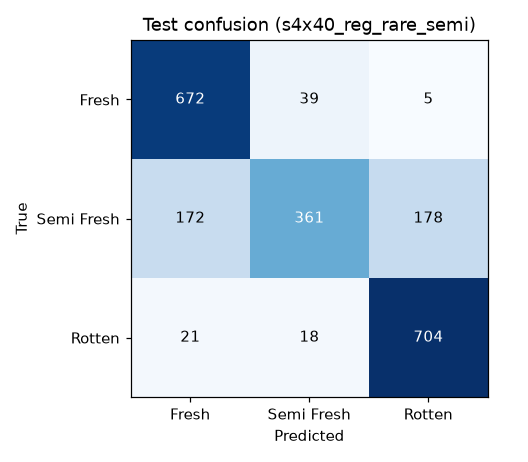 Test confusion (s4x40_reg_rare_semi)
True
Fresh 672 39 5
Semi Fresh 172 361 178
Rotten 21 18 704
Fresh Semi Fresh Rotten
Predicted